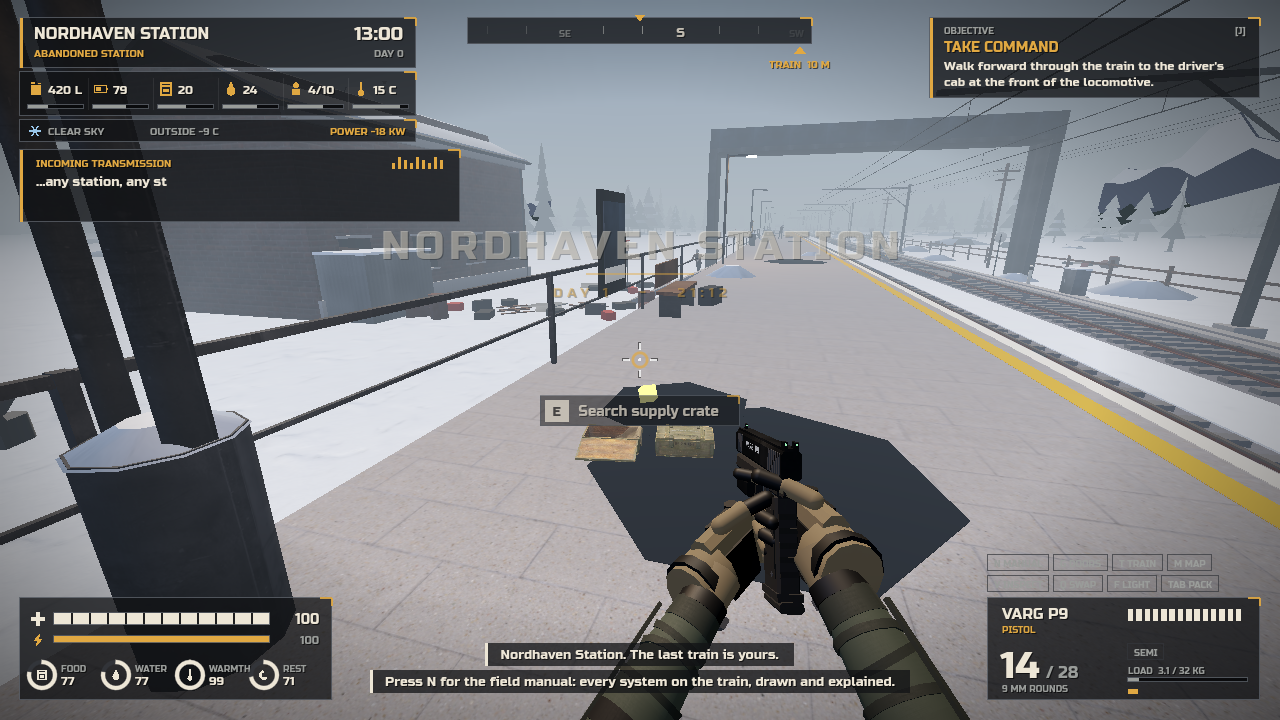 NORDHAVEN STATION
13:00
ABANDONED STATION
DAY 0
420 L
79
20
24
4/10
15 C
CLEAR SKY
OUTSIDE -9 C
POWER -18 KW
INCOMING TRANSMISSION
...any station, any st
SE
S
SW
TRAIN 10 M
OBJECTIVE
[J]
TAKE COMMAND
Walk forward through the train to the driver's
cab at the front of the locomotive.
NORDHAVEN STATION
DAY 1
21:12
E
Search supply crate
Nordhaven Station. The last train is yours.
Press N for the field manual: every system on the train, drawn and explained.
100
100
FOOD
77
WATER
77
WARMTH
99
REST
71
TRAIN
M MAP
F LIGHT
TAB PACK
VARG P9
PISTOL
14 / 28
9 MM ROUNDS
SEMI
LOAD 3.1 / 32 KG